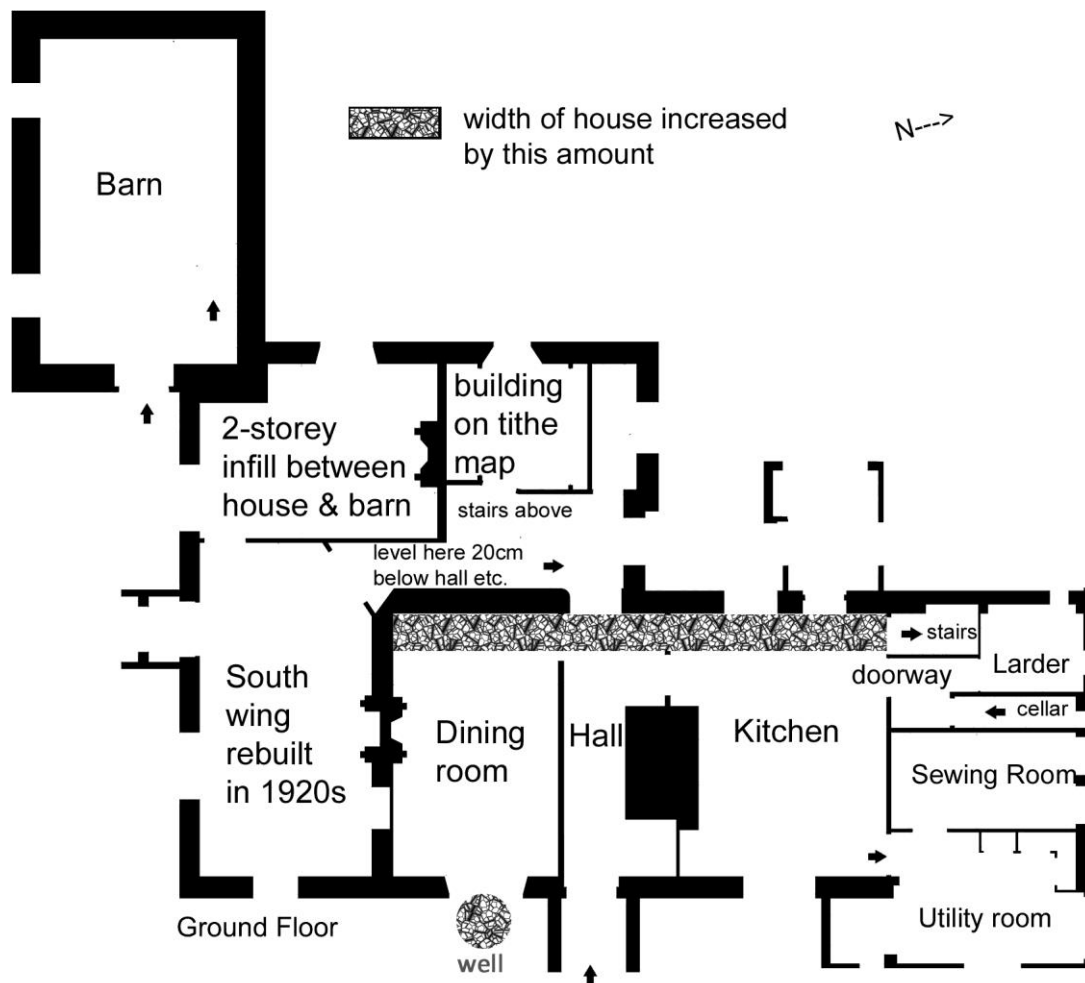 width of house increased
by this amount
N---->
Barn
building
on tithe
map
2-storey
infill between
house & barn
stairs above
level here 20cm
below hall etc.
stairs
Larder
doorway
cellar
South
wing
rebuilt
in 1920s
Dining
room
Hall
Kitchen
Sewing Room
Utility room
Ground Floor
well